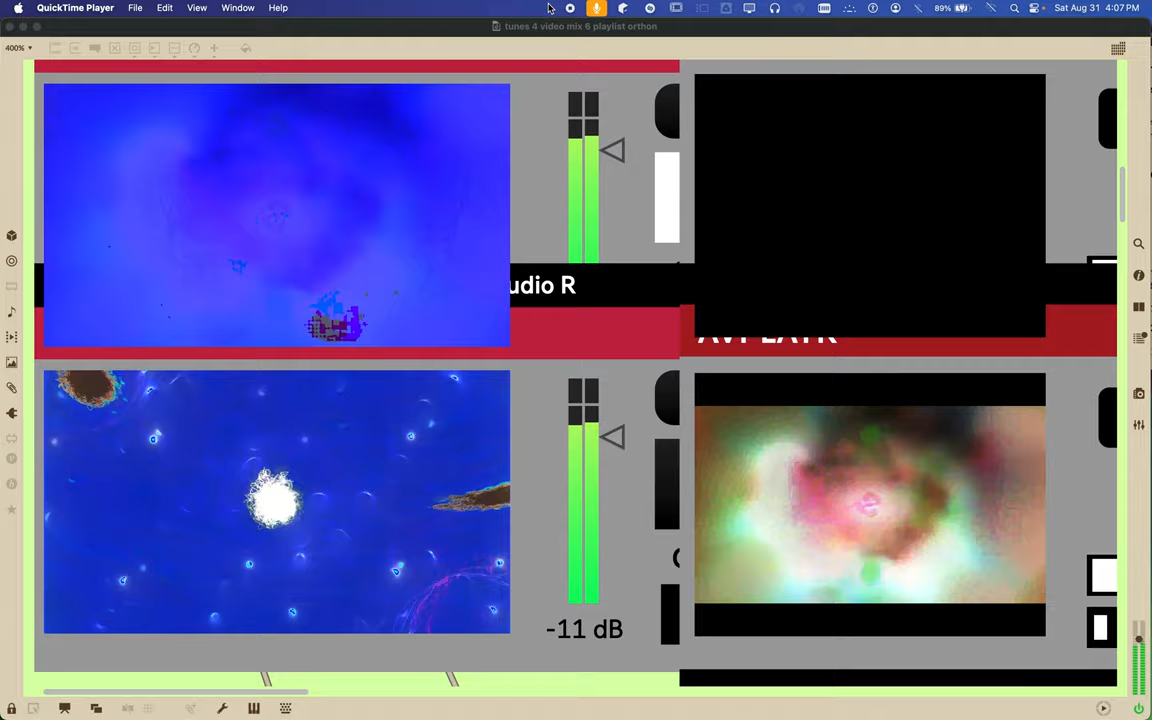 QuickTime Player File Edit View Window Help 89% Sat Aug 31 4:07 PM
tunes 4 video mix 6 playlist orthon
400%
udio R
-11 dB